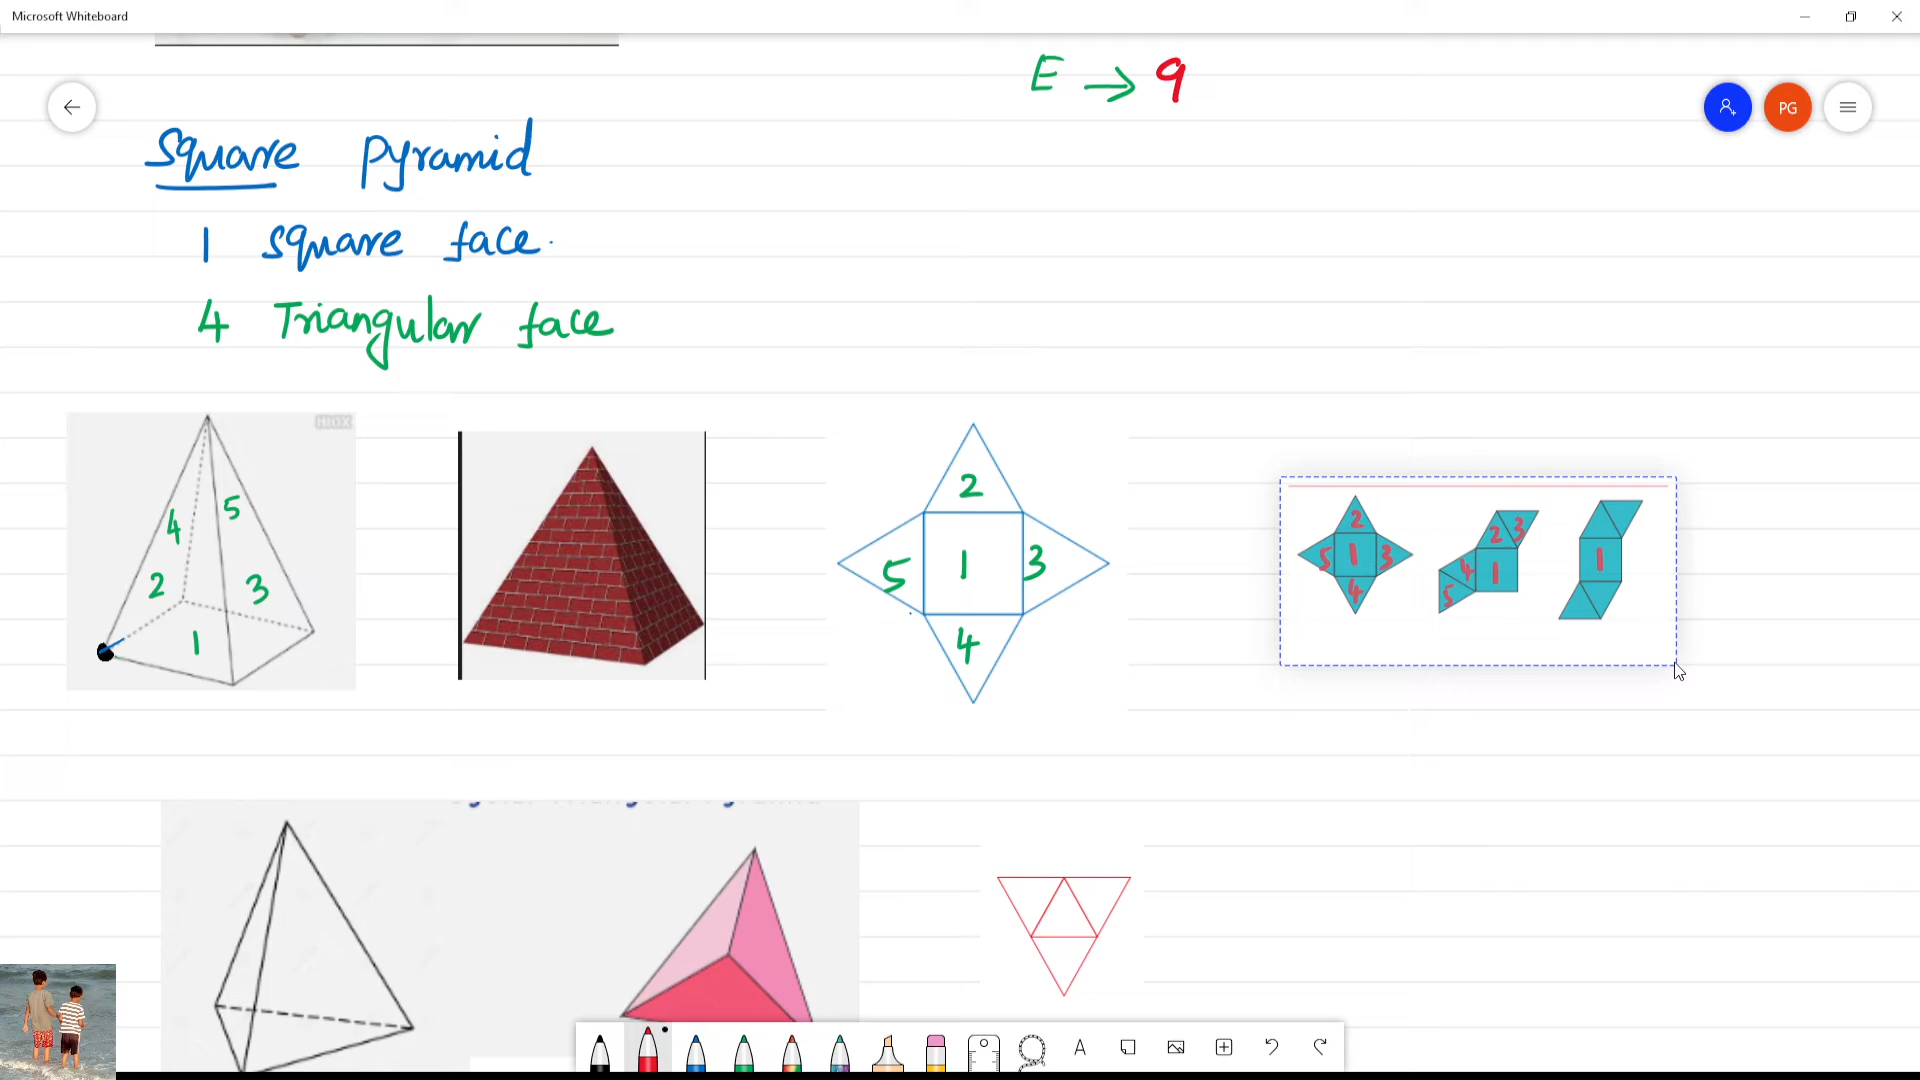 Microsoft Whiteboard
E → 9
PG
Square Pyramid
1 square face.
4 Triangular face
HIOX
4 5
2 3
1
2
5 1 3
4
2
5 1 3
4
2 3
4 1
5
1
A